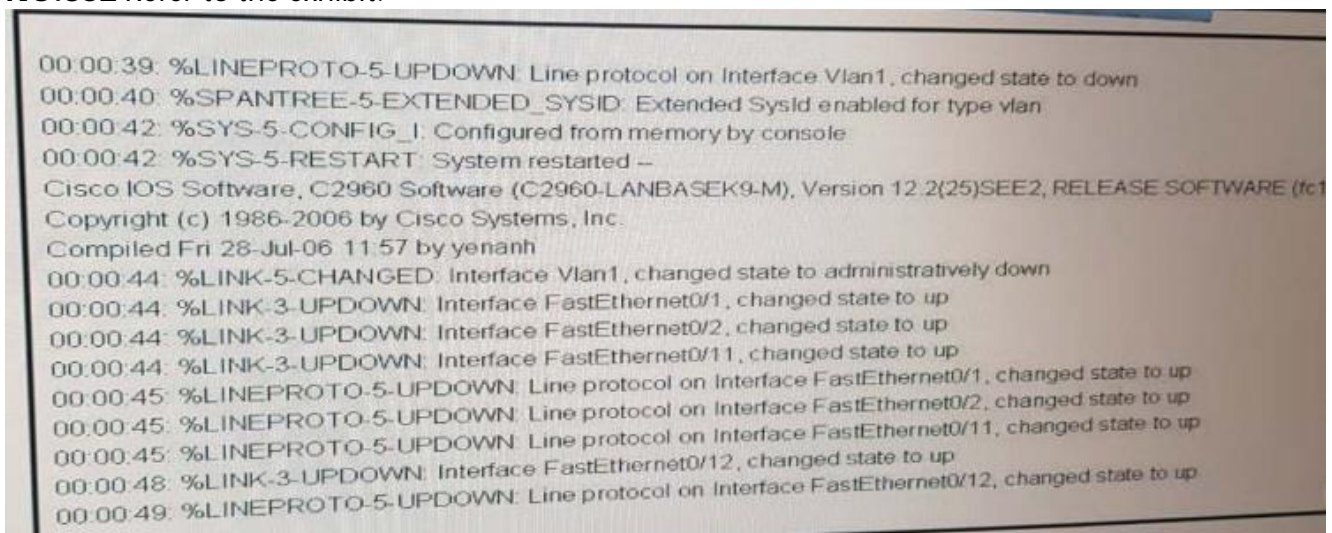 Refer to the exhibit.
00:00:39: %LINEPROTO-5-UPDOWN: Line protocol on Interface Vlan1, changed state to down
00:00:40: %SPANTREE-5-EXTENDED_SYSID: Extended SysId enabled for type vlan
00:00:42: %SYS-5-CONFIG_I: Configured from memory by console
00:00:42: %SYS-5-RESTART: System restarted --
Cisco IOS Software, C2960 Software (C2960-LANBASEK9-M), Version 12.2(25)SEE2, RELEASE SOFTWARE (fc1
Copyright (c) 1986-2006 by Cisco Systems, Inc.
Compiled Fri 28-Jul-06 11:57 by yenanh
00:00:44: %LINK-5-CHANGED: Interface Vlan1, changed state to administratively down
00:00:44: %LINK-3-UPDOWN: Interface FastEthernet0/1, changed state to up
00:00:44: %LINK-3-UPDOWN: Interface FastEthernet0/2, changed state to up
00:00:44: %LINK-3-UPDOWN: Interface FastEthernet0/11, changed state to up
00:00:45: %LINEPROTO-5-UPDOWN: Line protocol on Interface FastEthernet0/1, changed state to up
00:00:45: %LINEPROTO-5-UPDOWN: Line protocol on Interface FastEthernet0/2, changed state to up
00:00:45: %LINEPROTO-5-UPDOWN: Line protocol on Interface FastEthernet0/11, changed state to up
00:00:48: %LINK-3-UPDOWN: Interface FastEthernet0/12, changed state to up
00:00:49: %LINEPROTO-5-UPDOWN: Line protocol on Interface FastEthernet0/12, changed state to up